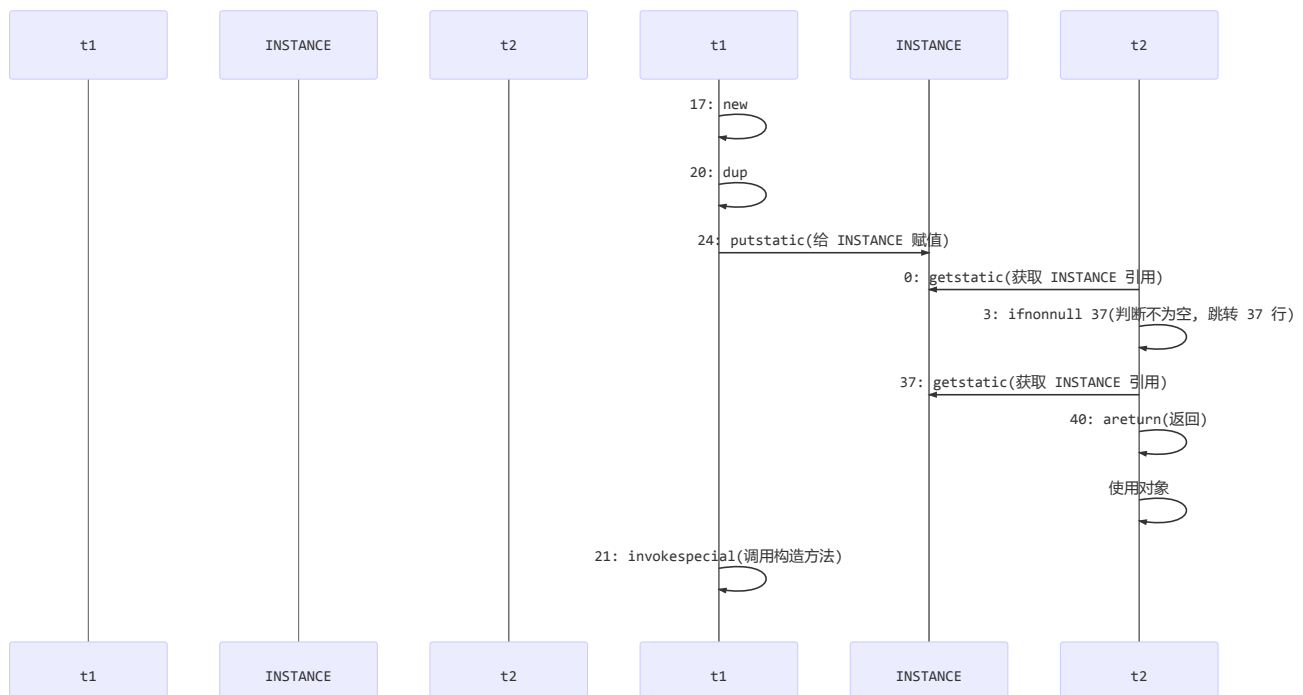 t1
INSTANCE
t2
t1
INSTANCE
t2
17: new
20: dup
24: putstatic(给 INSTANCE 赋值)
0: getstatic(获取 INSTANCE 引用)
3: ifnonnull 37(判断不为空, 跳转 37 行)
37: getstatic(获取 INSTANCE 引用)
40: areturn(返回)
使用对象
21: invokespecial(调用构造方法)
t1
INSTANCE
t2
t1
INSTANCE
t2